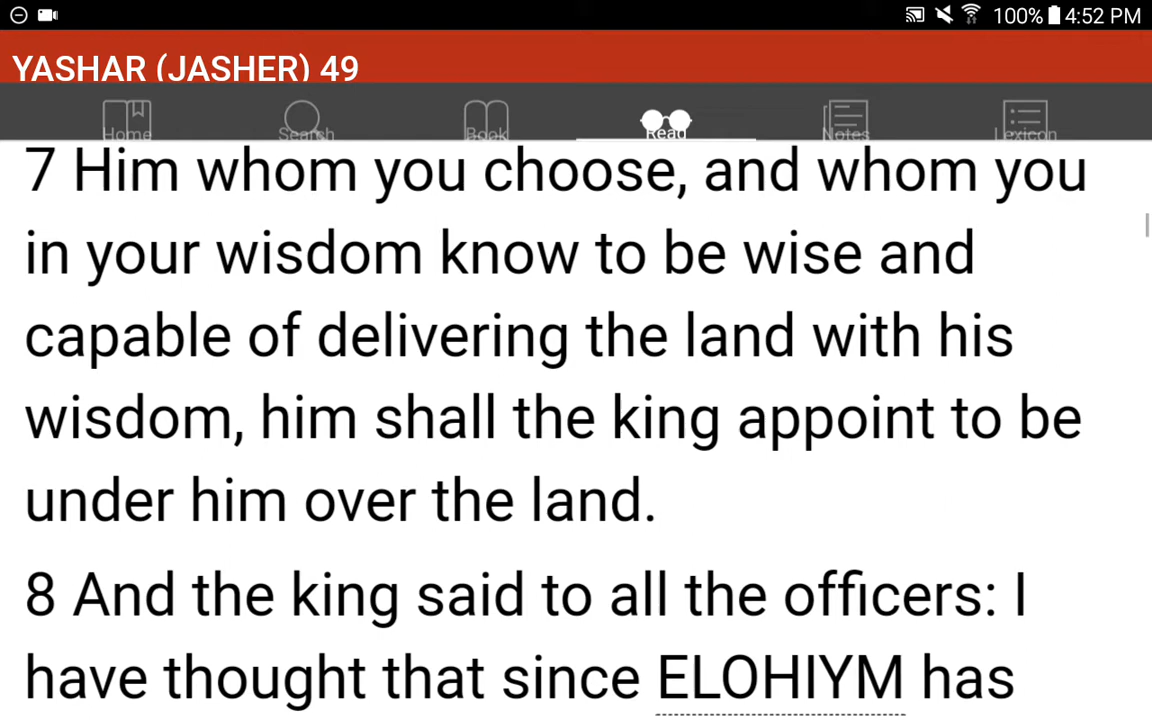 100% 4:52 PM
YASHAR (JASHER) 49
Home Search Book Read Notes Lexicon
7 Him whom you choose, and whom you
in your wisdom know to be wise and
capable of delivering the land with his
wisdom, him shall the king appoint to be
under him over the land.
8 And the king said to all the officers: I
have thought that since ELOHIYM has